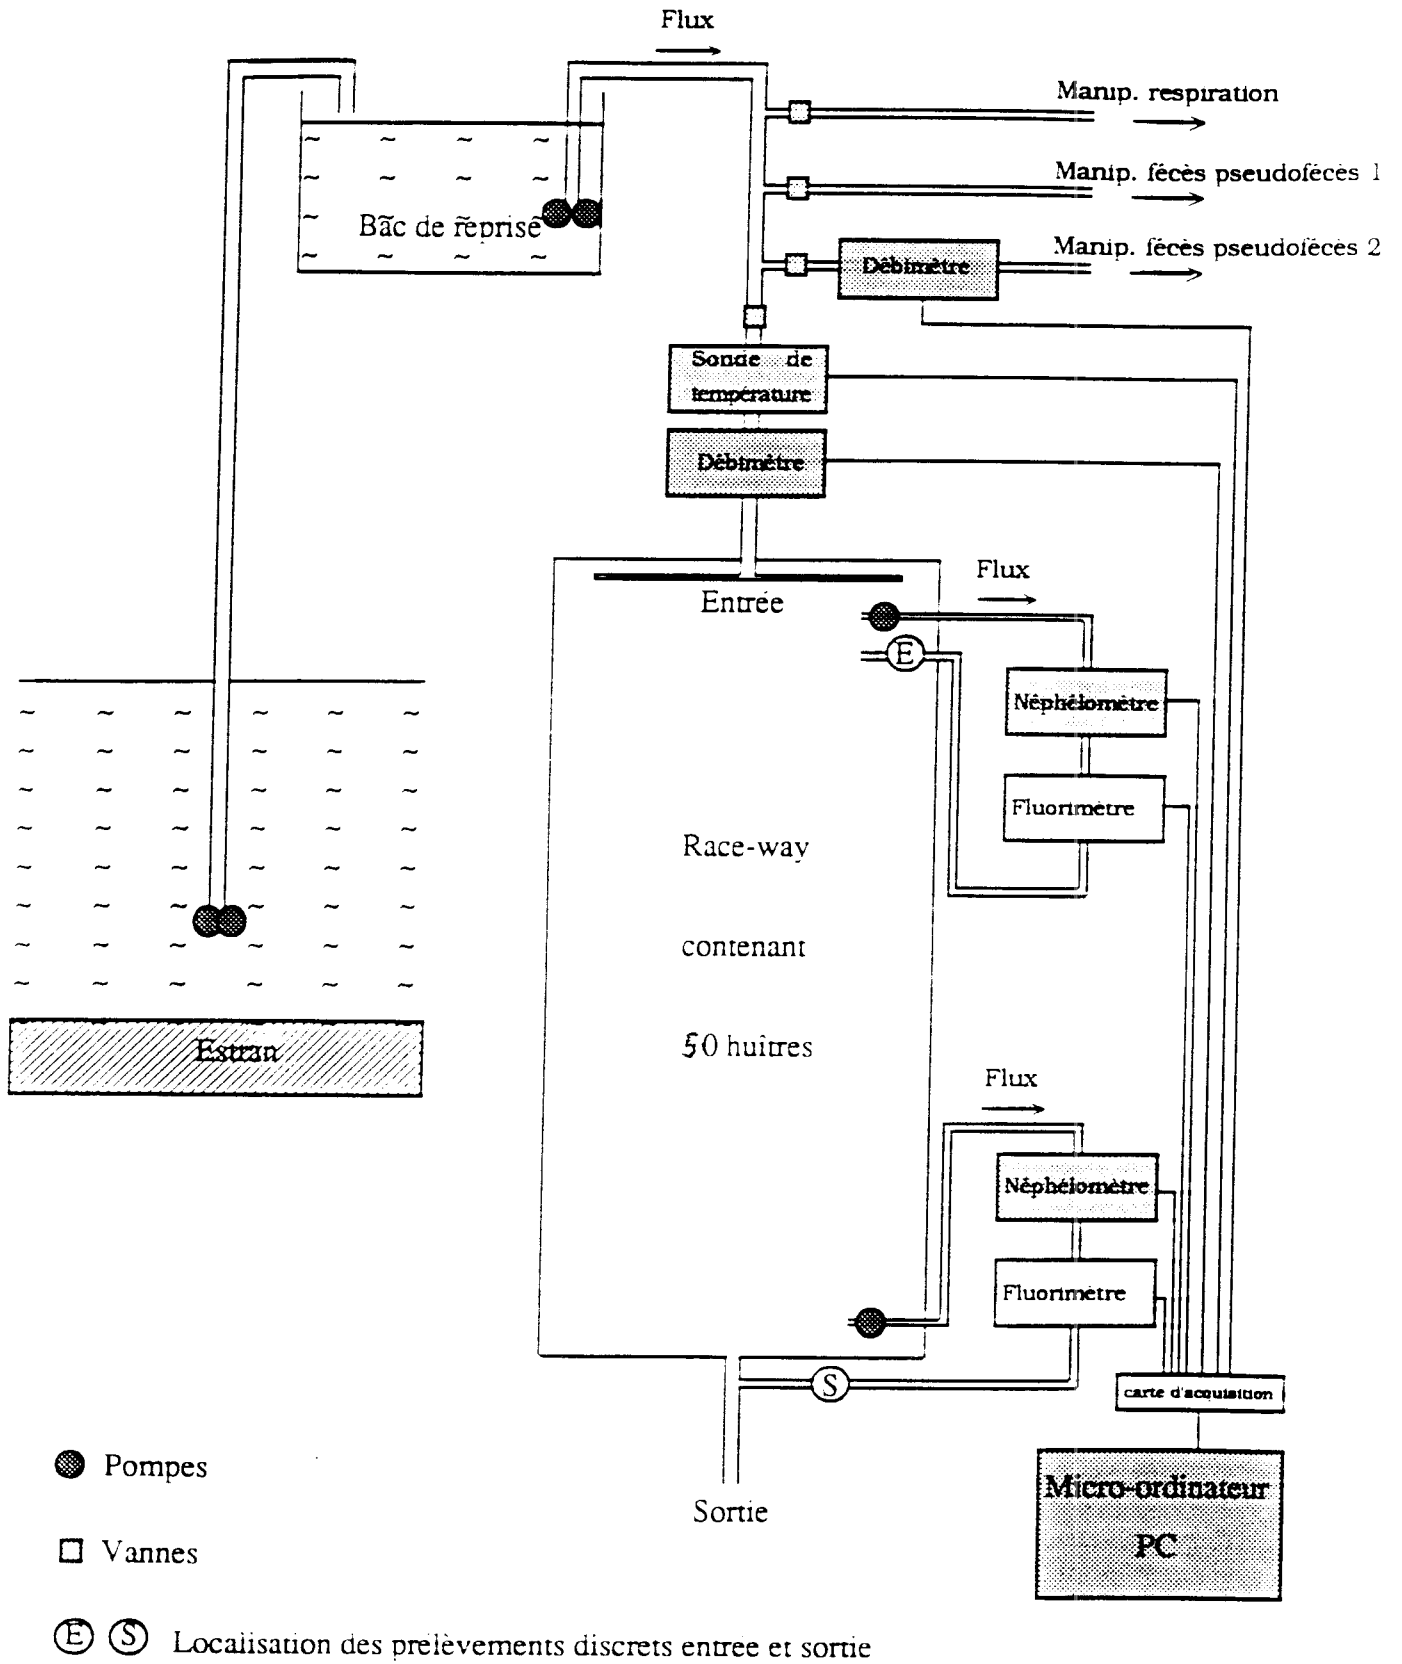 Flux
Manip. respiration
Manip. fécès pseudofécès 1
Manip. fécès pseudofécès 2
Bac de reprise
Débimètre
Sonde de
température
Débimètre
Entrée
Flux
E
Néphélomètre
Fluorimètre
Race-way
contenant
50 huîtres
Estran
Flux
Néphélomètre
Fluorimètre
S
carte d'acquisition
Micro-ordinateur
PC
Sortie
Pompes
Vannes
E S Localisation des prélèvements discrets entrée et sortie